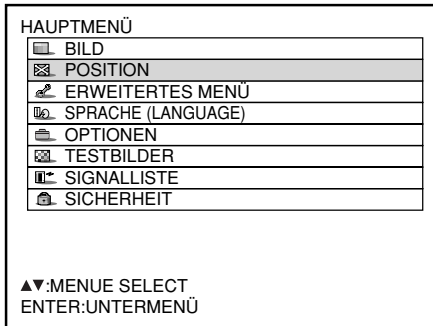 HAUPTMENÜ
BILD
POSITION
ERWEITERTES MENÜ
SPRACHE (LANGUAGE)
OPTIONEN
TESTBILDER
SIGNALLISTE
SICHERHEIT
▲▼:MENUE SELECT
ENTER:UNTERMENÜ